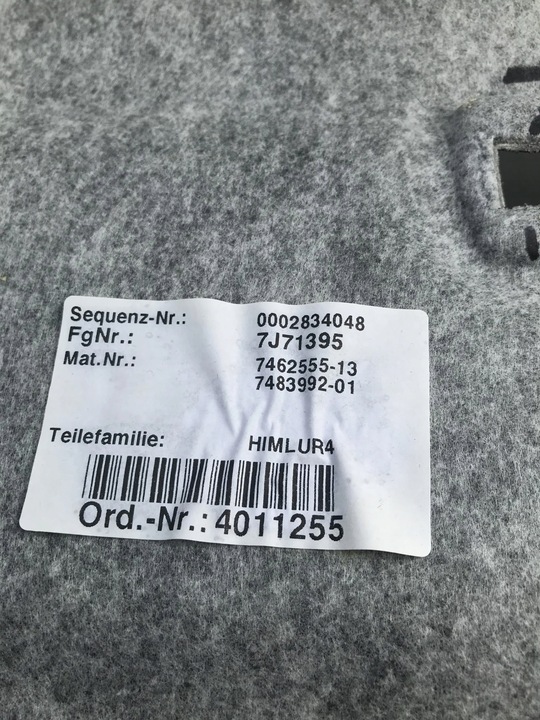 Sequenz-Nr.: 0002834048
FgNr.: 7J71395
Mat.Nr.: 7462555-13
7483992-01
Teilefamilie: HIMLUR4
Ord.-Nr.: 4011255